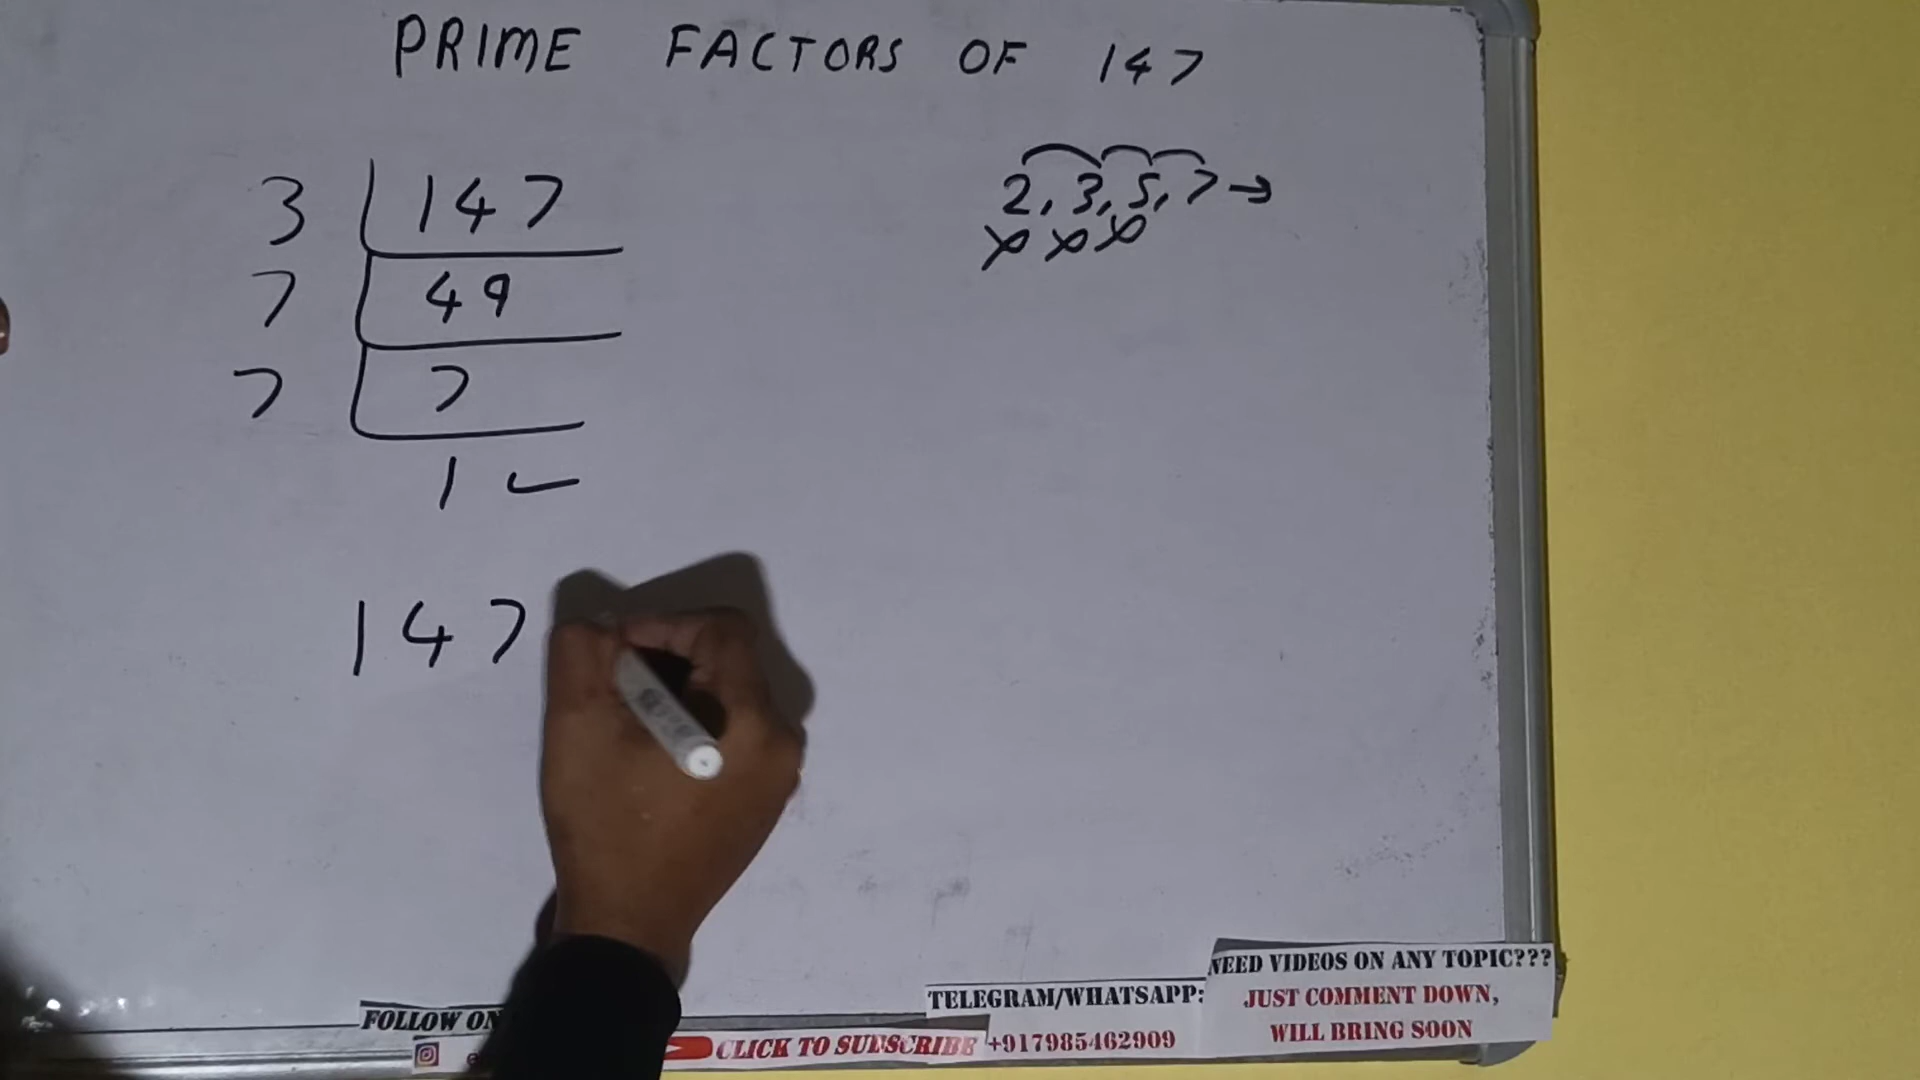 PRIME FACTORS OF 147
3 147
7 49
7 7
1
2, 3, 5, 7 →
147
NEED VIDEOS ON ANY TOPIC???
JUST COMMENT DOWN,
WILL BRING SOON
TELEGRAM/WHATSAPP:
+917985462909
FOLLOW ON
CLICK TO SUBSCRIBE